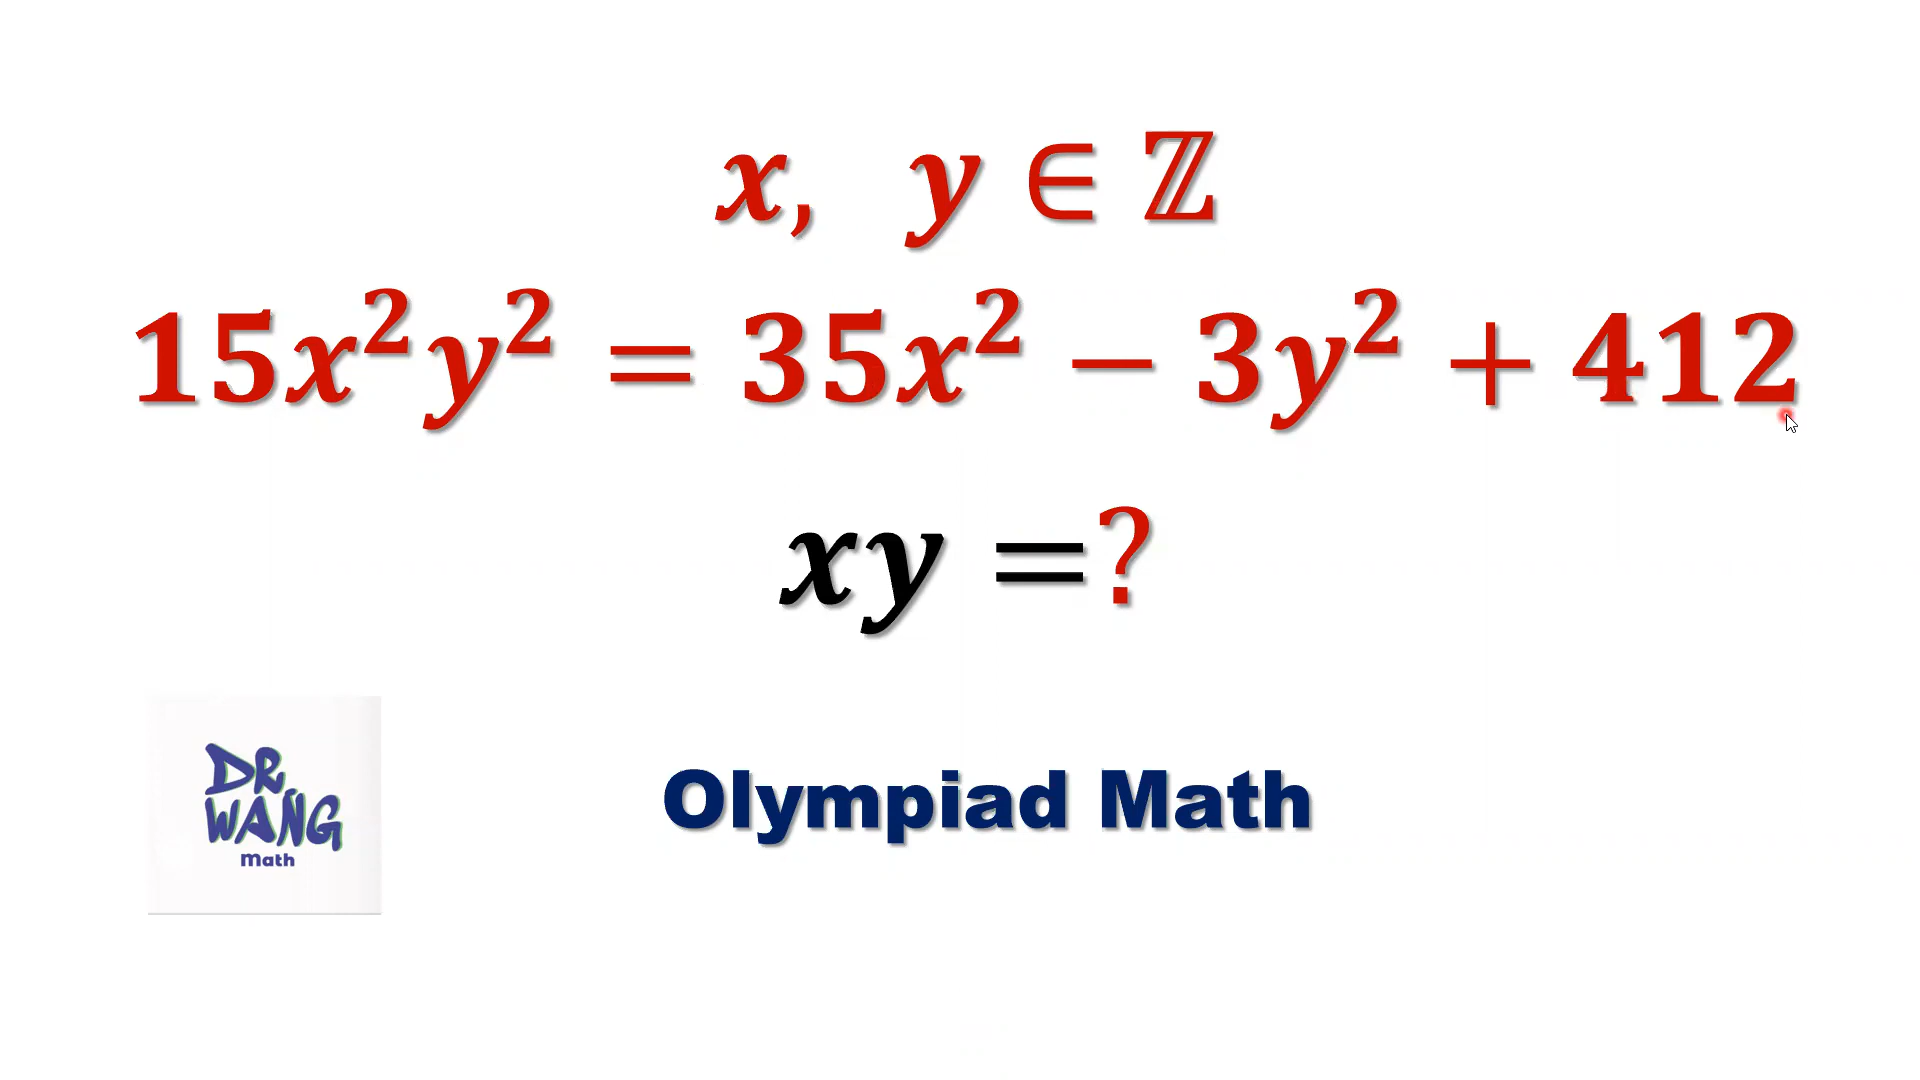 x, y ∈ ℤ
15x²y² = 35x² − 3y² + 412
xy =?
DR
WANG
Math
Olympiad Math